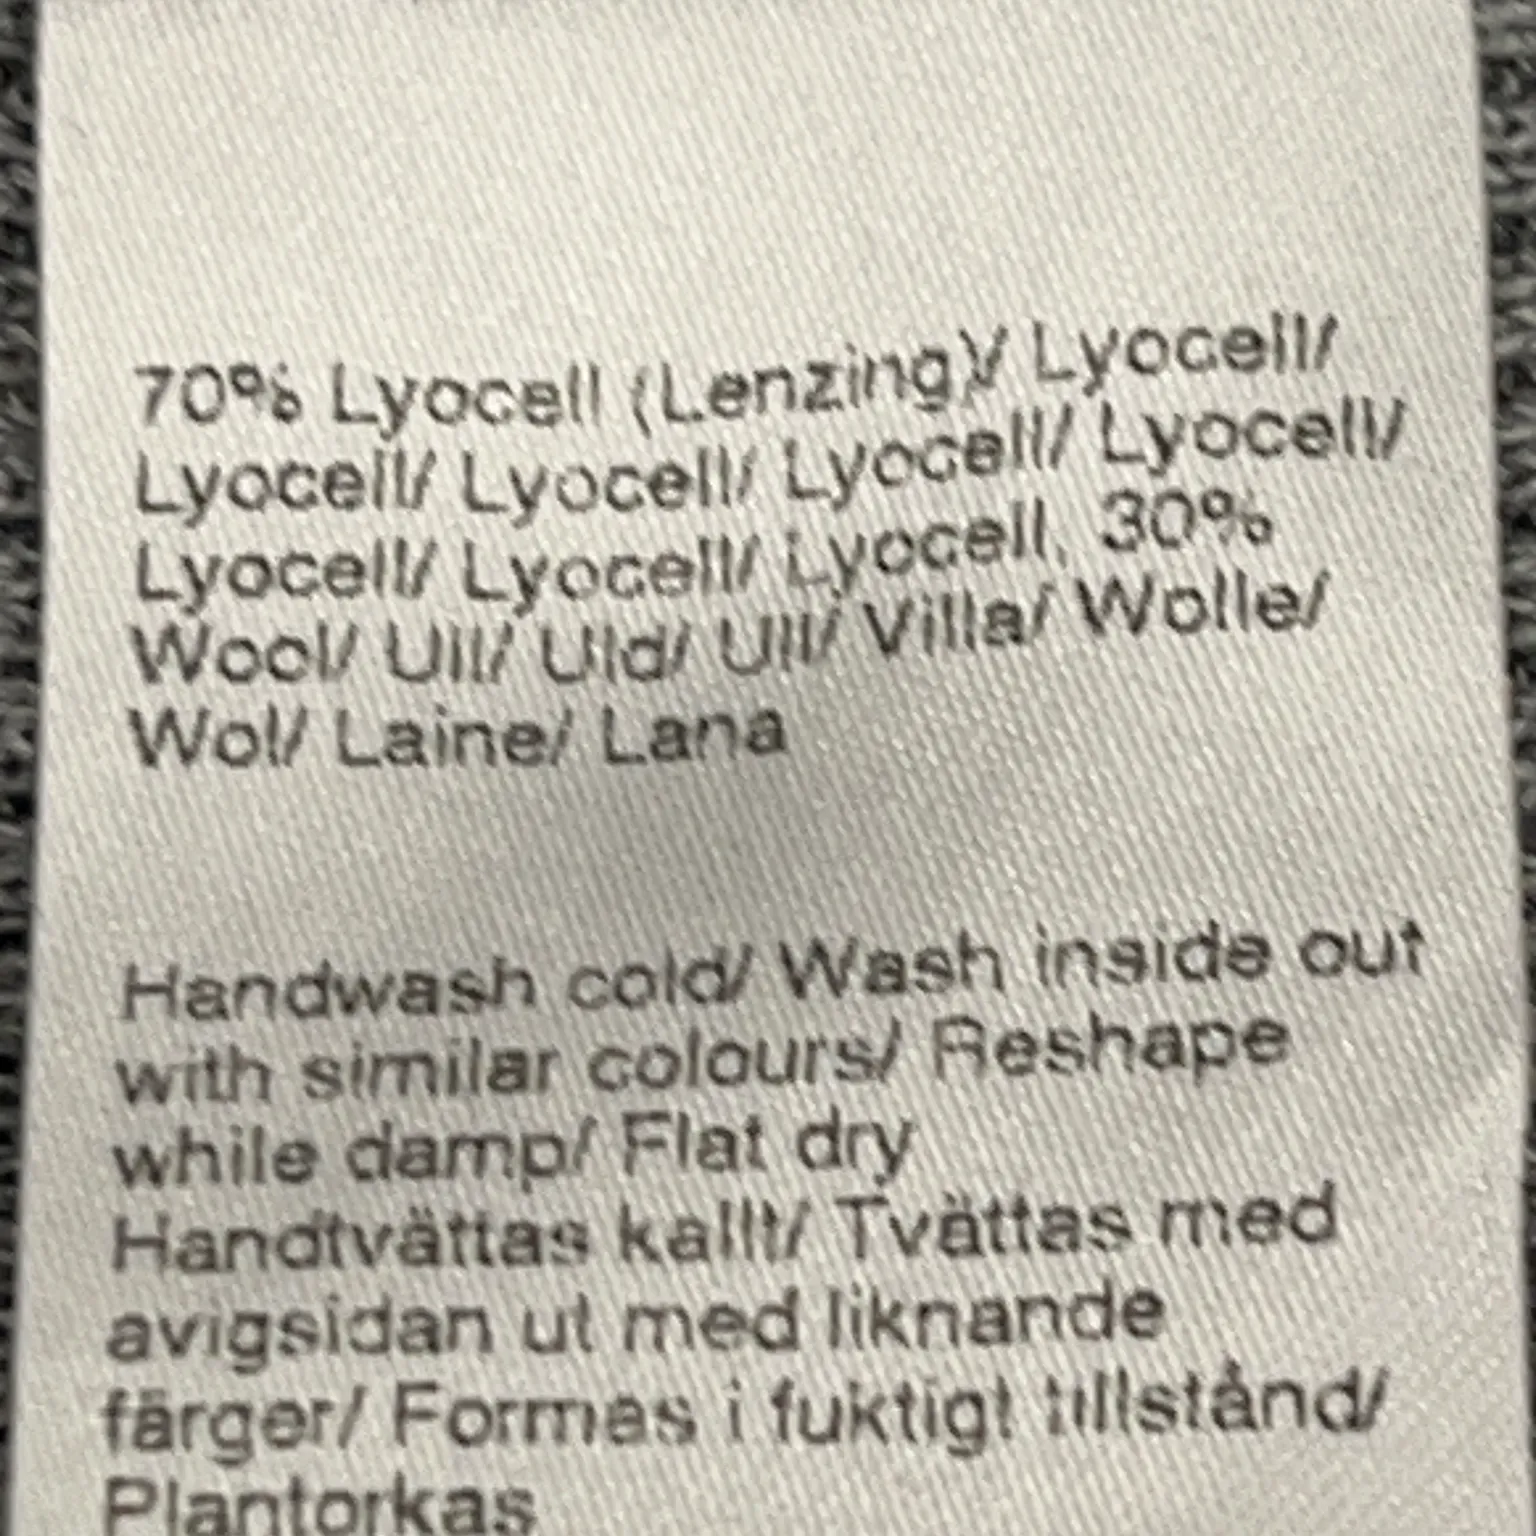 70% Lyocell (Lenzing)/ Lyocell/
Lyocell/ Lyocell/ Lyocell/ Lyocell/
Lyocell/ Lyocell/ Lyocell, 30%
Wool/ Ull/ Uld/ Ull/ Villa/ Wolle/
Wol/ Laine/ Lana
Handwash cold/ Wash inside out
with similar colours/ Reshape
while damp/ Flat dry
Handtvättas kallt/ Tvättas med
avigsidan ut med liknande
färger/ Formas i fuktigt tillstånd/
Plantorkas